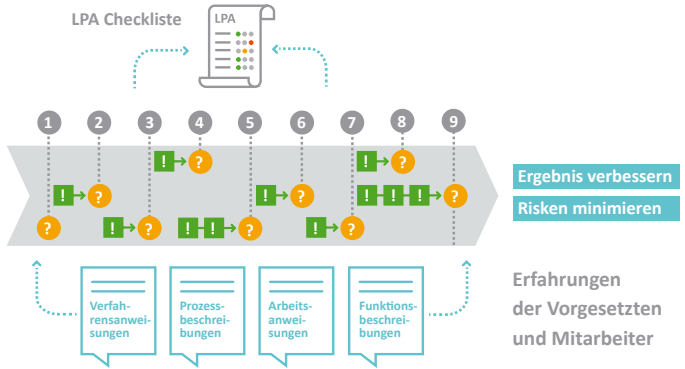 LPA Checkliste
LPA
1 2 3 4 5 6 7 8 9
! ? ! ?
! ? ! ? ! ? ! ! ! ?
? ! ? ! ! ? ! ?
Ergebnis verbessern
Risken minimieren
Verfah-
rensanwei-
sungen
Prozess-
beschrei-
bungen
Arbeits-
anwei-
sungen
Funktions-
beschrei-
bungen
Erfahrungen
der Vorgesetzten
und Mitarbeiter